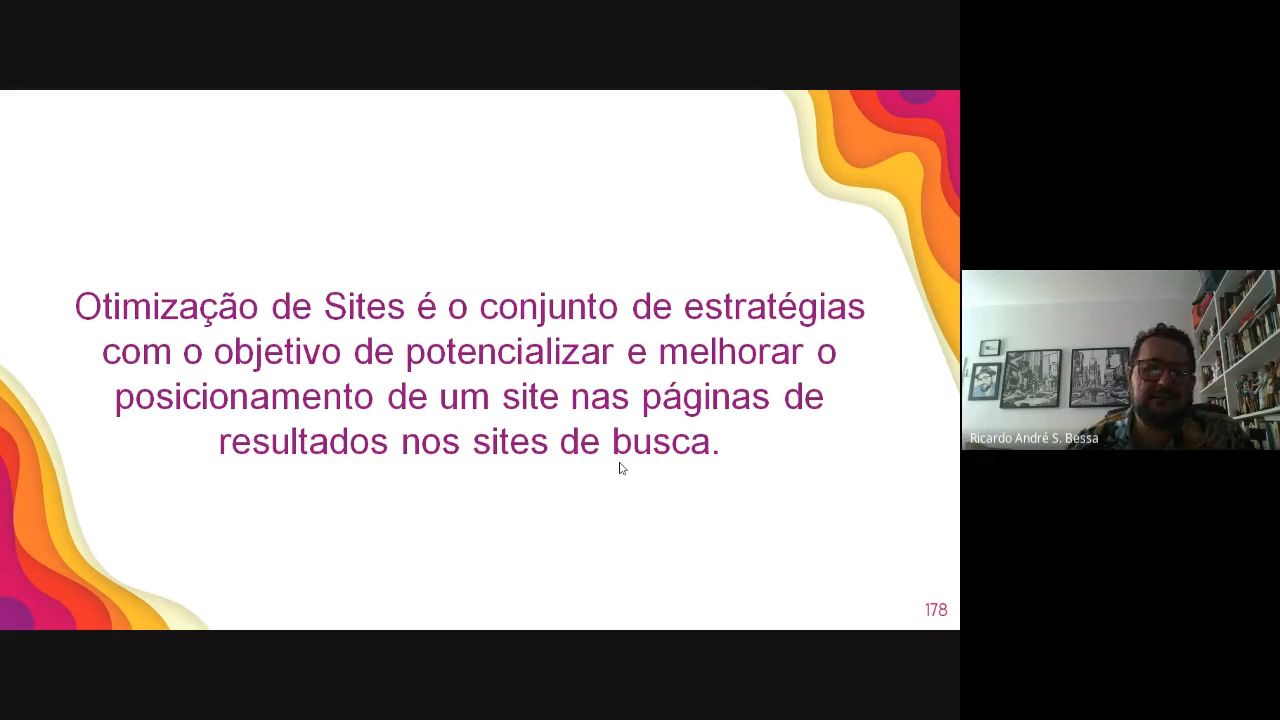 Otimização de Sites é o conjunto de estratégias
com o objetivo de potencializar e melhorar o
posicionamento de um site nas páginas de
resultados nos sites de busca.
178
Ricardo André S. Bessa